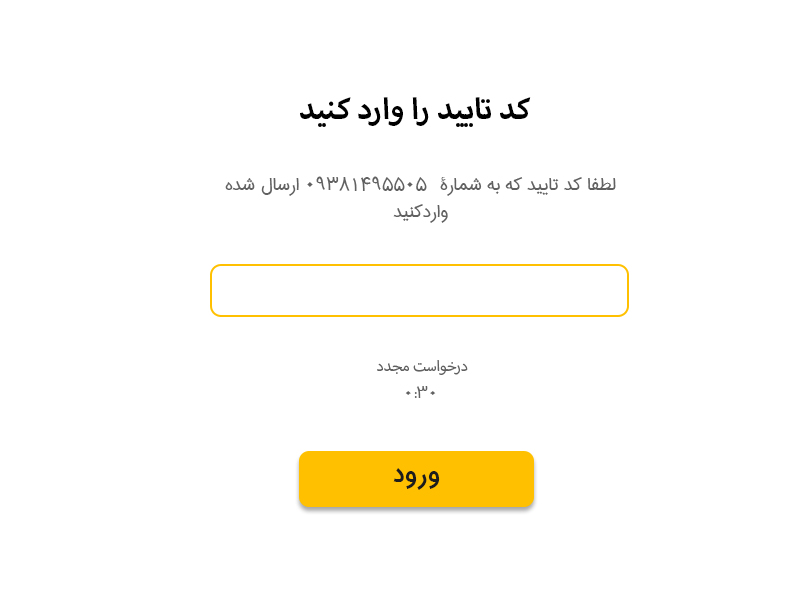 کد تایید را وارد کنید
لطفا کد تایید که به شمارهٔ ۰۹۳۸۱۴۹۵۵۰۵ ارسال شده
واردکنید
درخواست مجدد
۰:۳۰
ورود